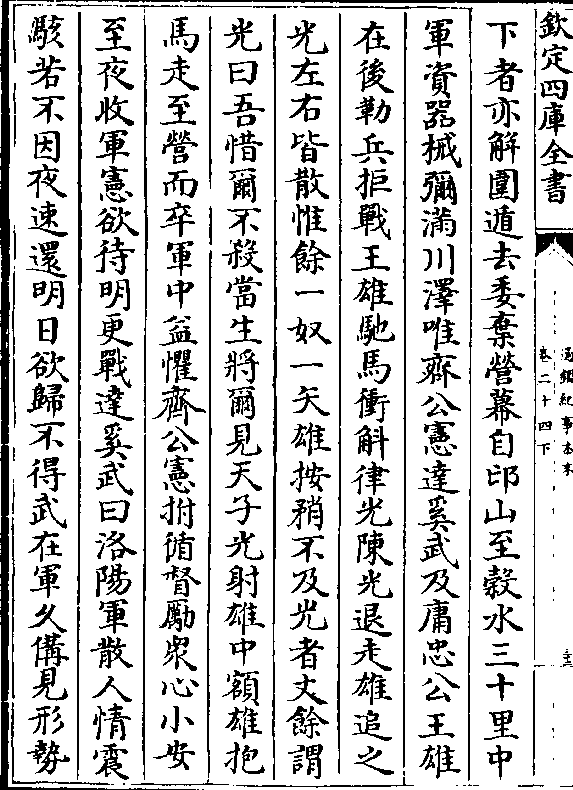 欽定四庫全書
通鑑紀事本末
卷二十四下
下者亦解圍遁去委棄營幕自邙山至穀水三十里中
軍資器械彌滿川澤唯齊公憲達奚武及庸忠公王雄
在後勒兵拒戰王雄馳馬衝斛律光陳光退走雄追之
光左右皆散惟餘一奴一矢雄按矟不及光者丈餘謂
光曰吾惜爾不殺當生將爾見天子光射雄中額雄抱
馬走至營而卒軍中益懼齊公憲拊循督勵衆心小安
至夜收軍憲欲待明更戰達奚武曰洛陽軍散人情震
駭若不因夜速還明日欲歸不得武在軍久備見形勢